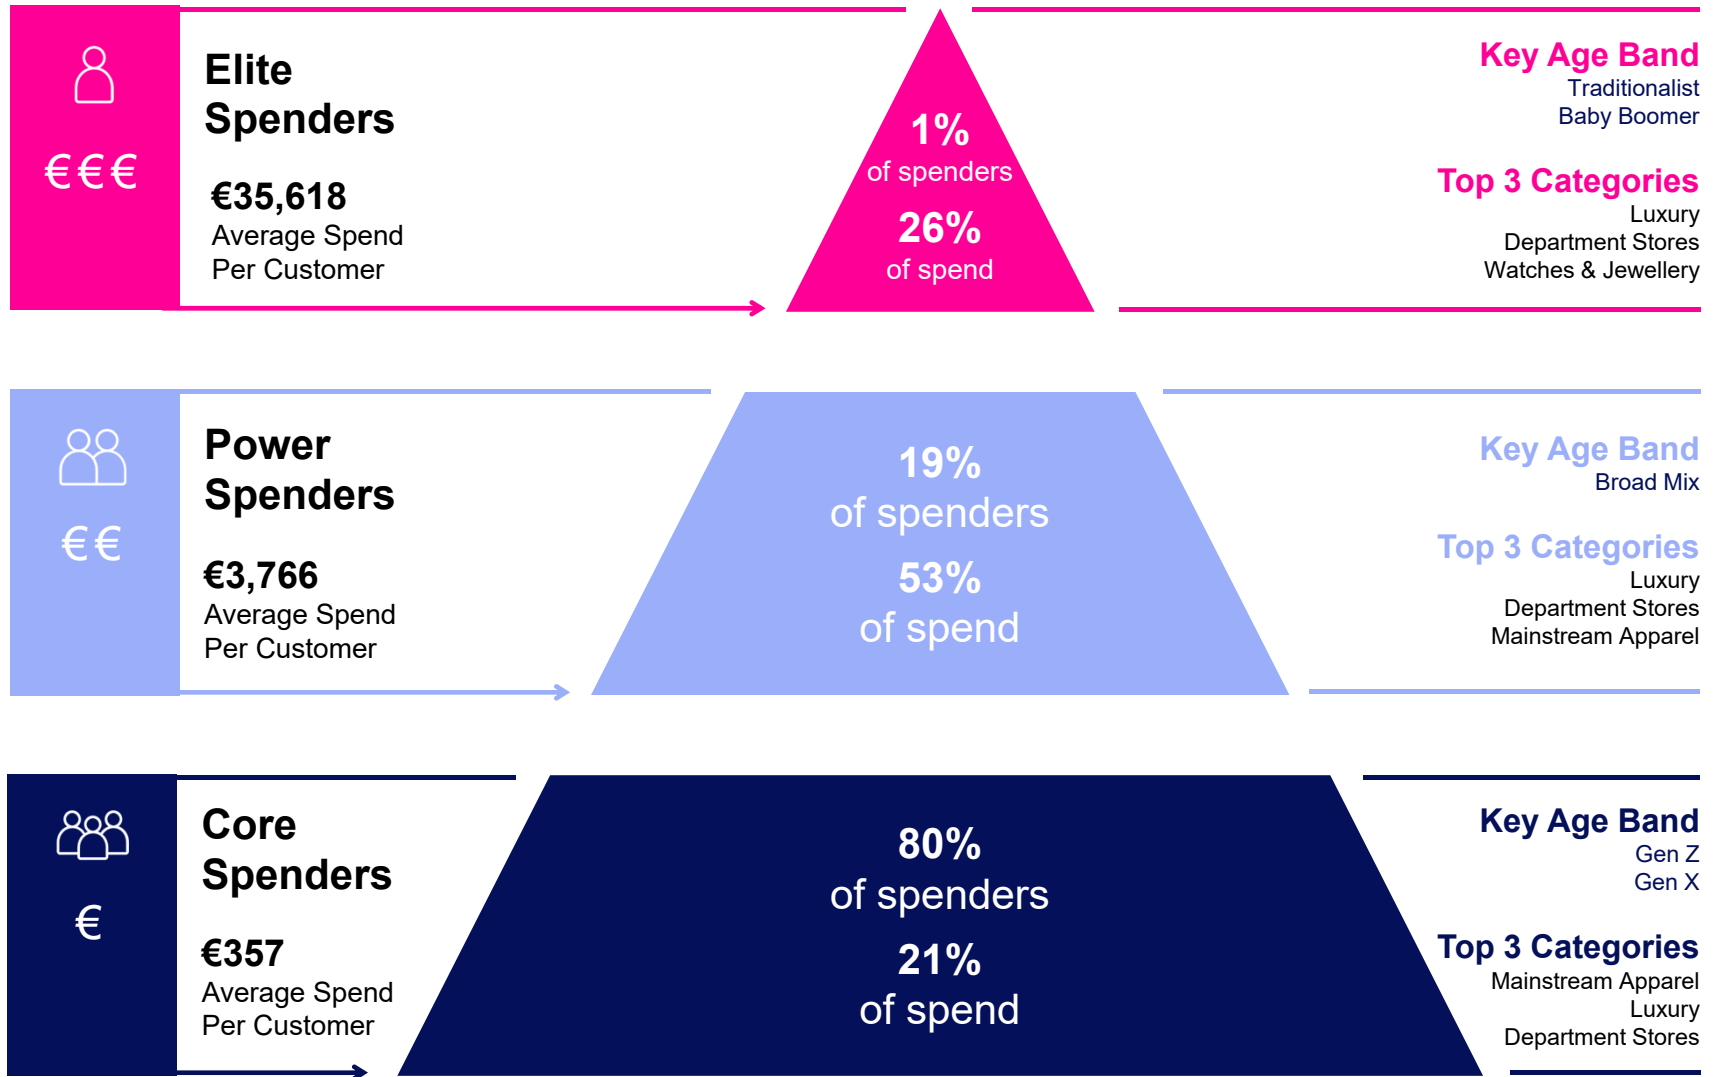 €€€
Elite
Spenders
€35,618
Average Spend
Per Customer
1%
of spenders
26%
of spend
Key Age Band
Traditionalist
Baby Boomer
Top 3 Categories
Luxury
Department Stores
Watches & Jewellery
€€
Power
Spenders
€3,766
Average Spend
Per Customer
19%
of spenders
53%
of spend
Key Age Band
Broad Mix
Top 3 Categories
Luxury
Department Stores
Mainstream Apparel
€
Core
Spenders
€357
Average Spend
Per Customer
80%
of spenders
21%
of spend
Key Age Band
Gen Z
Gen X
Top 3 Categories
Mainstream Apparel
Luxury
Department Stores